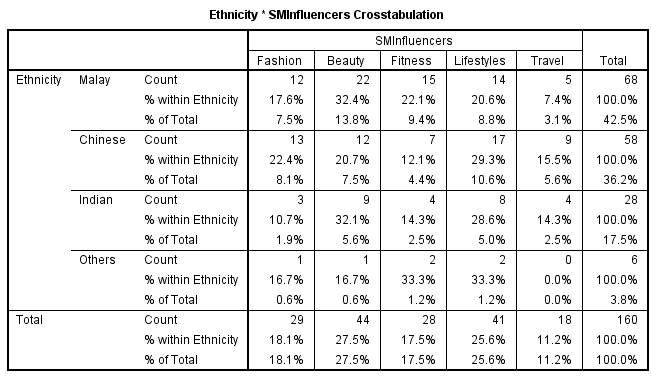 Ethnicity * SMInfluencers Crosstabulation
SMInfluencers
Fashion Beauty Fitness Lifestyles Travel Total
Ethnicity Malay Count 12 22 15 14 5 68
% within Ethnicity 17.6% 32.4% 22.1% 20.6% 7.4% 100.0%
% of Total 7.5% 13.8% 9.4% 8.8% 3.1% 42.5%
Chinese Count 13 12 7 17 9 58
% within Ethnicity 22.4% 20.7% 12.1% 29.3% 15.5% 100.0%
% of Total 8.1% 7.5% 4.4% 10.6% 5.6% 36.2%
Indian Count 3 9 4 8 4 28
% within Ethnicity 10.7% 32.1% 14.3% 28.6% 14.3% 100.0%
% of Total 1.9% 5.6% 2.5% 5.0% 2.5% 17.5%
Others Count 1 1 2 2 0 6
% within Ethnicity 16.7% 16.7% 33.3% 33.3% 0.0% 100.0%
% of Total 0.6% 0.6% 1.2% 1.2% 0.0% 3.8%
Total Count 29 44 28 41 18 160
% within Ethnicity 18.1% 27.5% 17.5% 25.6% 11.2% 100.0%
% of Total 18.1% 27.5% 17.5% 25.6% 11.2% 100.0%